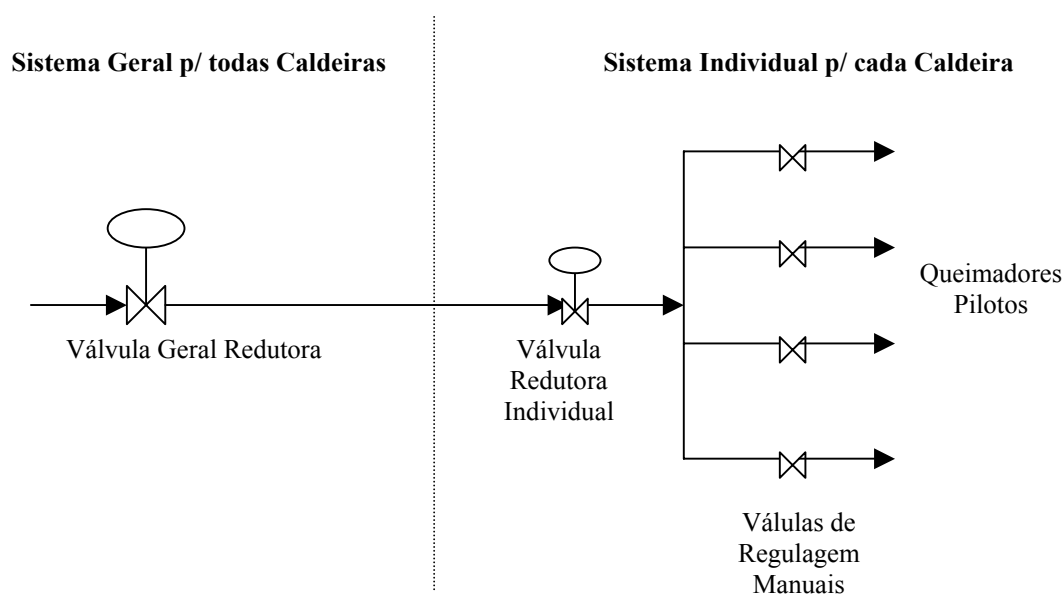 Sistema Geral p/ todas Caldeiras
Sistema Individual p/ cada Caldeira
Queimadores
Pilotos
Válvula Geral Redutora
Válvula
Redutora
Individual
Válulas de
Regulagem
Manuais